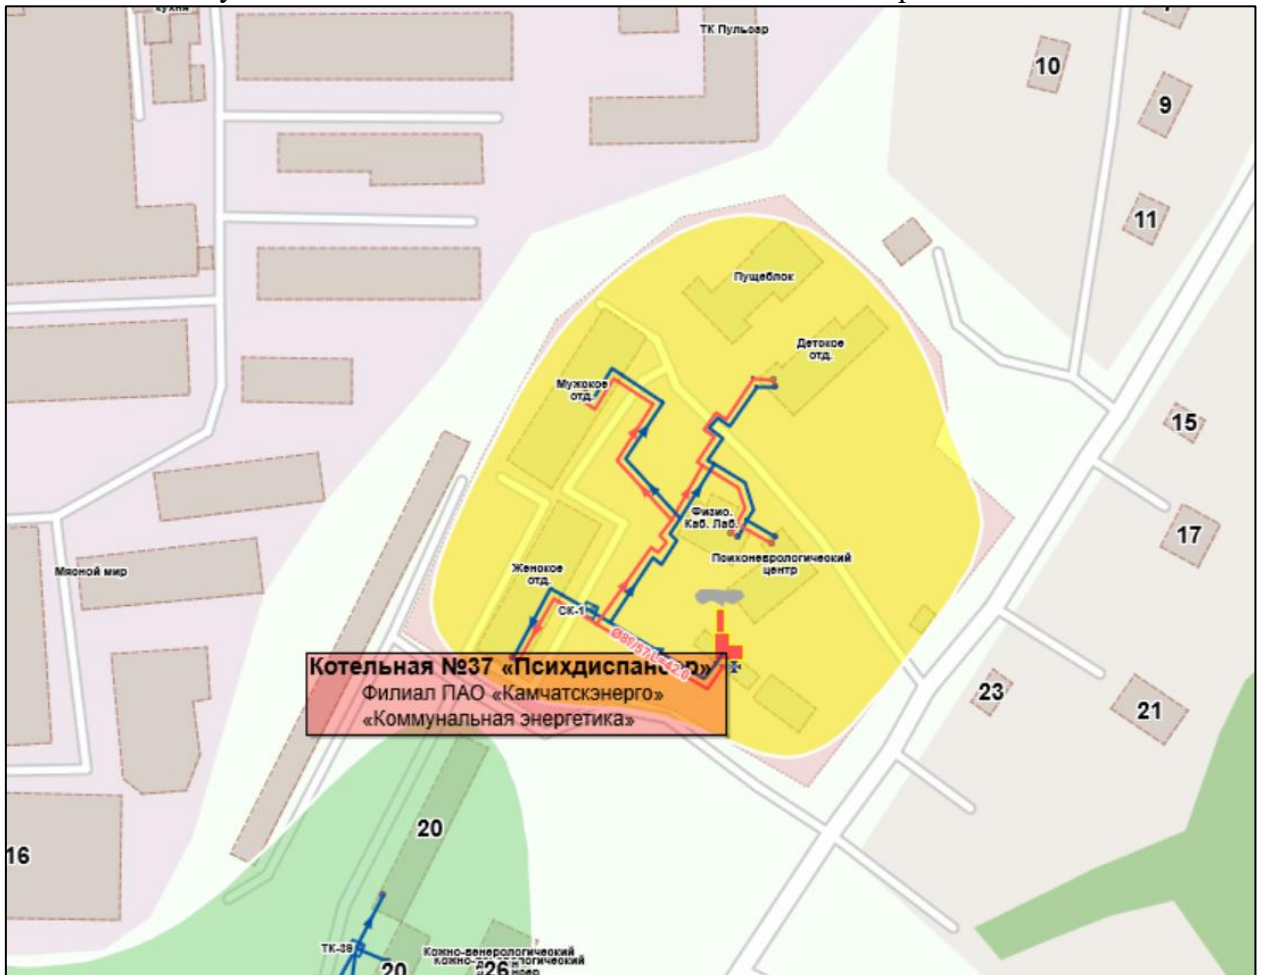 кухня
ТК Пульсар
10
9
11
Пущеблок
Детское
отд.
Мужское
отд.
15
Физио.
Каб. Лаб.
17
Мясной мир
Психоневрологический
центр
Женское
отд.
СК-1
Котельная №37 «Психдиспансер»
Филиал ПАО «Камчатскэнерго»
«Коммунальная энергетика»
23
21
20
16
ТК-39
Кожно-венерологический
20
26